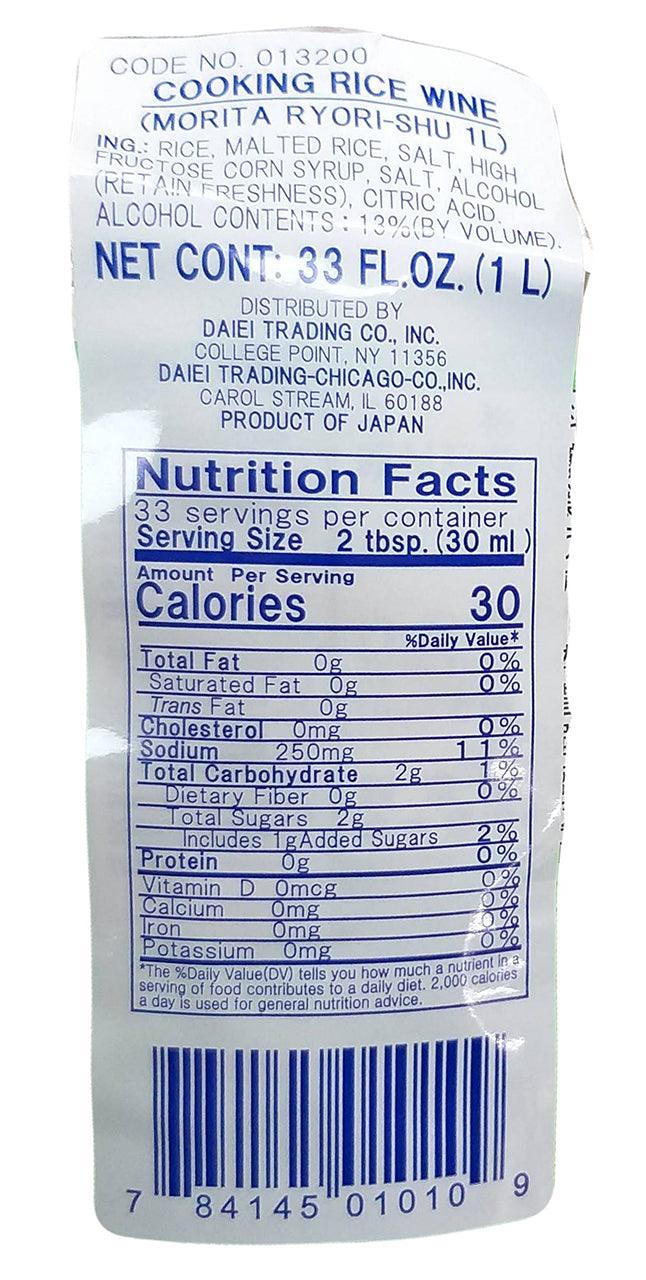 CODE NO. 013200
COOKING RICE WINE
(MORITA RYORI-SHU 1L)
ING.: RICE, MALTED RICE, SALT, HIGH
FRUCTOSE CORN SYRUP, SALT, ALCOHOL
(RETAIN FRESHNESS), CITRIC ACID.
ALCOHOL CONTENTS : 13%(BY VOLUME).
NET CONT: 33 FL.OZ. (1 L)
DISTRIBUTED BY
DAIEI TRADING CO., INC.
COLLEGE POINT, NY 11356
DAIEI TRADING-CHICAGO-CO.,INC.
CAROL STREAM, IL 60188
PRODUCT OF JAPAN
Nutrition Facts
33 servings per container
Serving Size 2 tbsp. (30 ml )
Amount Per Serving
Calories 30
%Daily Value*
Total Fat 0g 0%
Saturated Fat 0g 0%
Trans Fat 0g
Cholesterol 0mg 0%
Sodium 250mg 11%
Total Carbohydrate 2g 1%
Dietary Fiber 0g 0%
Total Sugars 2g
Includes 1gAdded Sugars 2%
Protein 0g 0%
Vitamin D 0mcg 0%
Calcium 0mg 0%
Iron 0mg 0%
Potassium 0mg 0%
*The %Daily Value(DV) tells you how much a nutrient in a
serving of food contributes to a daily diet. 2,000 calories
a day is used for general nutrition advice.
7 84145 01010 9